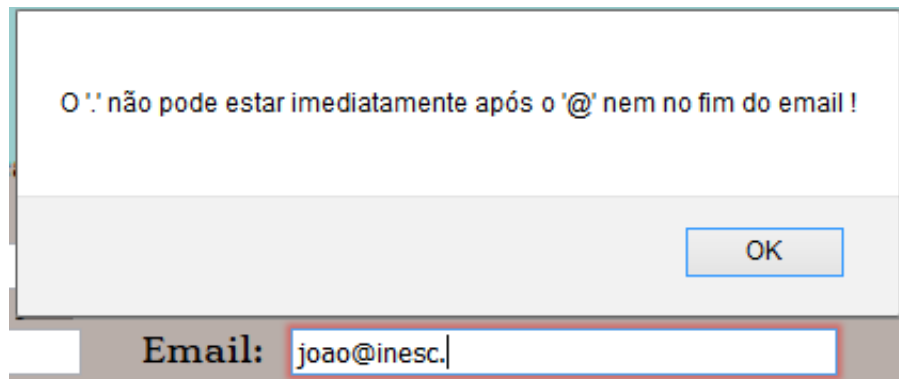 O '.' não pode estar imediatamente após o '@' nem no fim do email !
OK
Email: joao@inesc.